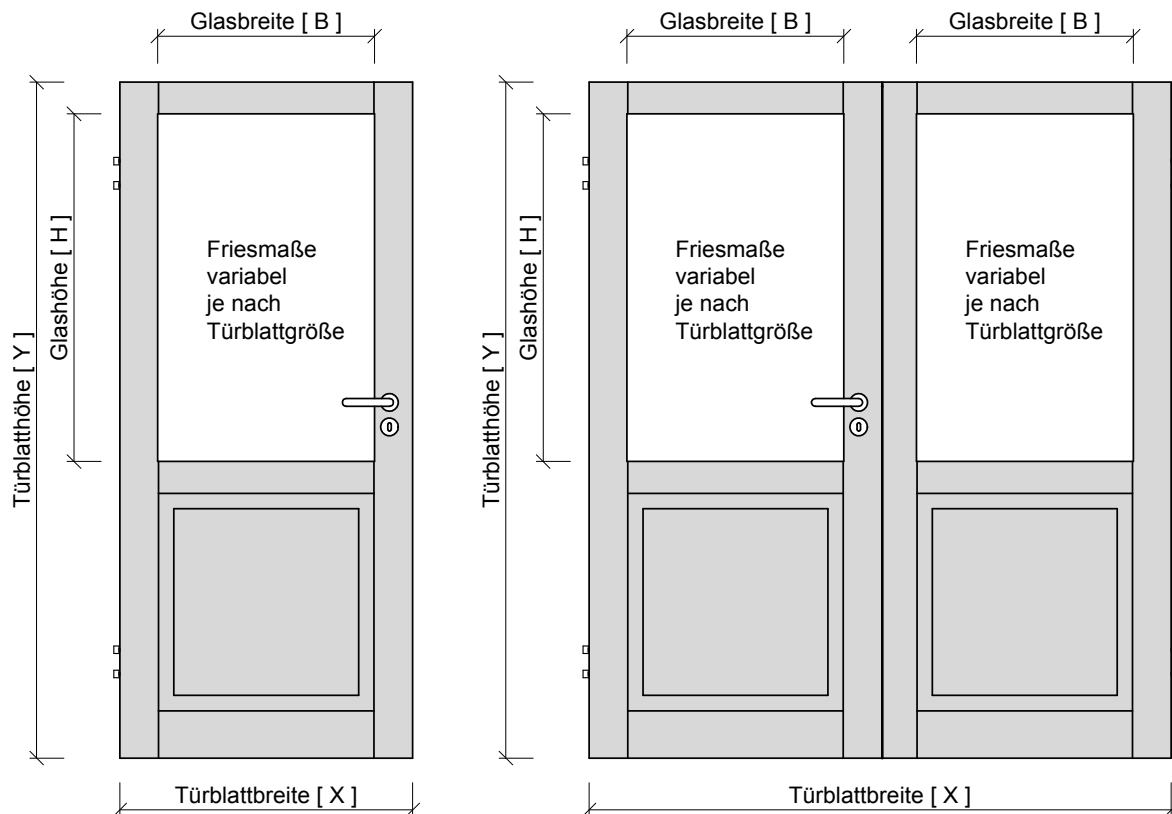 Glasbreite [ B ]
Glasbreite [ B ]
Glasbreite [ B ]
Türblatthöhe [ Y ]
Glashöhe [ H ]
Friesmaße
variabel
je nach
Türblattgröße
Türblatthöhe [ Y ]
Glashöhe [ H ]
Friesmaße
variabel
je nach
Türblattgröße
Friesmaße
variabel
je nach
Türblattgröße
Türblattbreite [ X ]
Türblattbreite [ X ]